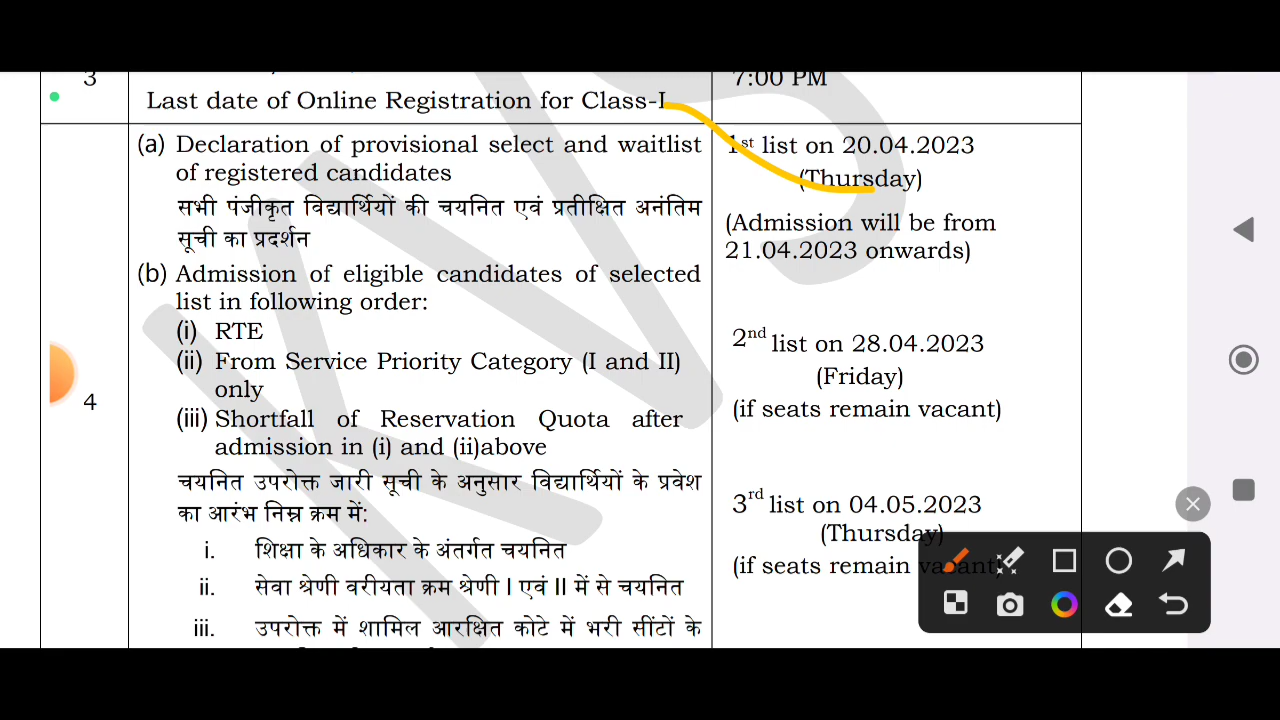 3
7:00 PM
Last date of Online Registration for Class-I
4
(a) Declaration of provisional select and waitlist
of registered candidates
सभी पंजीकृत विद्यार्थियों की चयनित एवं प्रतीक्षित अनंतिम
सूची का प्रदर्शन
(b) Admission of eligible candidates of selected
list in following order:
(i) RTE
(ii) From Service Priority Category (I and II)
only
(iii) Shortfall of Reservation Quota after
admission in (i) and (ii)above
चयनित उपरोक्त जारी सूची के अनुसार विद्यार्थियों के प्रवेश
का आरंभ निम्न क्रम में:
i. शिक्षा के अधिकार के अंतर्गत चयनित
ii. सेवा श्रेणी वरीयता क्रम श्रेणी I एवं II में से चयनित
iii. उपरोक्त में शामिल आरक्षित कोटे में भरी सींटों के
1st list on 20.04.2023
(Thursday)
(Admission will be from
21.04.2023 onwards)
2nd list on 28.04.2023
(Friday)
(if seats remain vacant)
3rd list on 04.05.2023
(Thursday)
(if seats remain vacant)
KVS